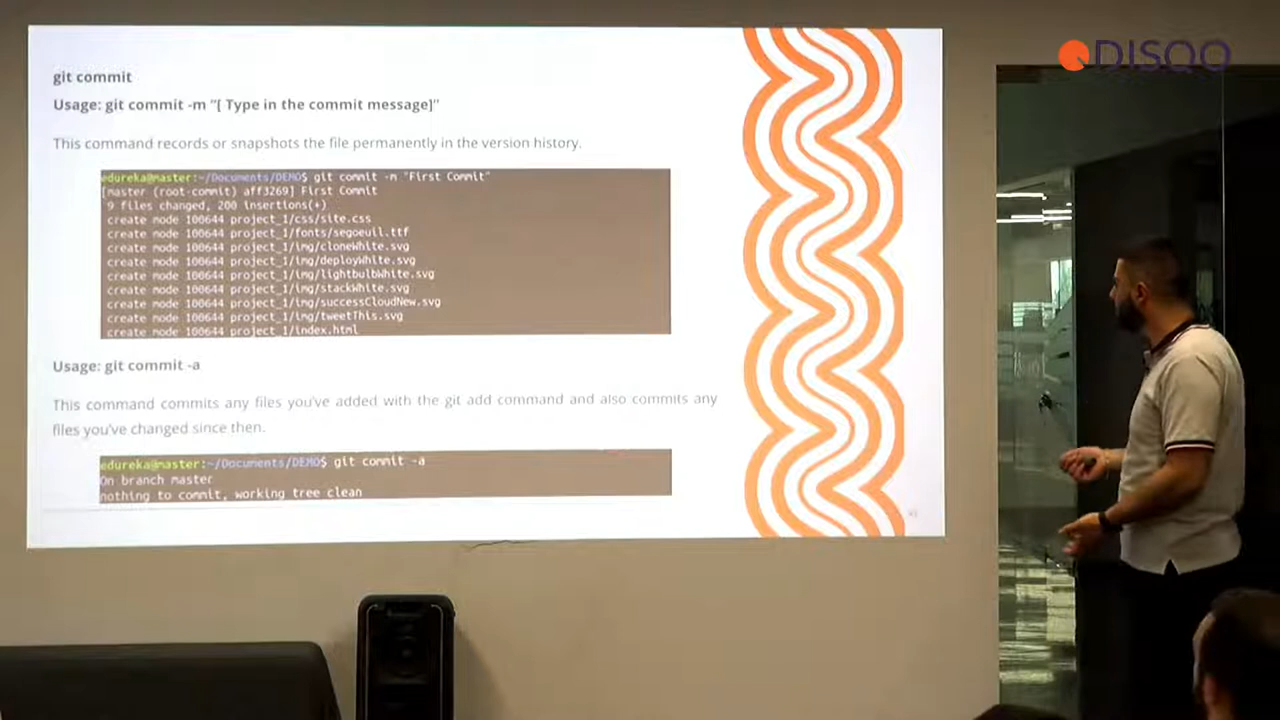 DISQO
git commit
Usage: git commit -m "[ Type in the commit message]"
This command records or snapshots the file permanently in the version history.
edureka@master:~/Documents/DEMO$ git commit -m "First Commit"
[master (root-commit) aff3269] First Commit
9 files changed, 200 insertions(+)
create mode 100644 project_1/css/site.css
create mode 100644 project_1/fonts/segoeuil.ttf
create mode 100644 project_1/img/cloneWhite.svg
create mode 100644 project_1/img/deployWhite.svg
create mode 100644 project_1/img/lightbulbWhite.svg
create mode 100644 project_1/img/stackWhite.svg
create mode 100644 project_1/img/successCloudNew.svg
create mode 100644 project_1/img/tweetThis.svg
create mode 100644 project_1/index.html
Usage: git commit -a
This command commits any files you've added with the git add command and also commits any
files you've changed since then.
edureka@master:~/Documents/DEMO$ git commit -a
On branch master
nothing to commit, working tree clean